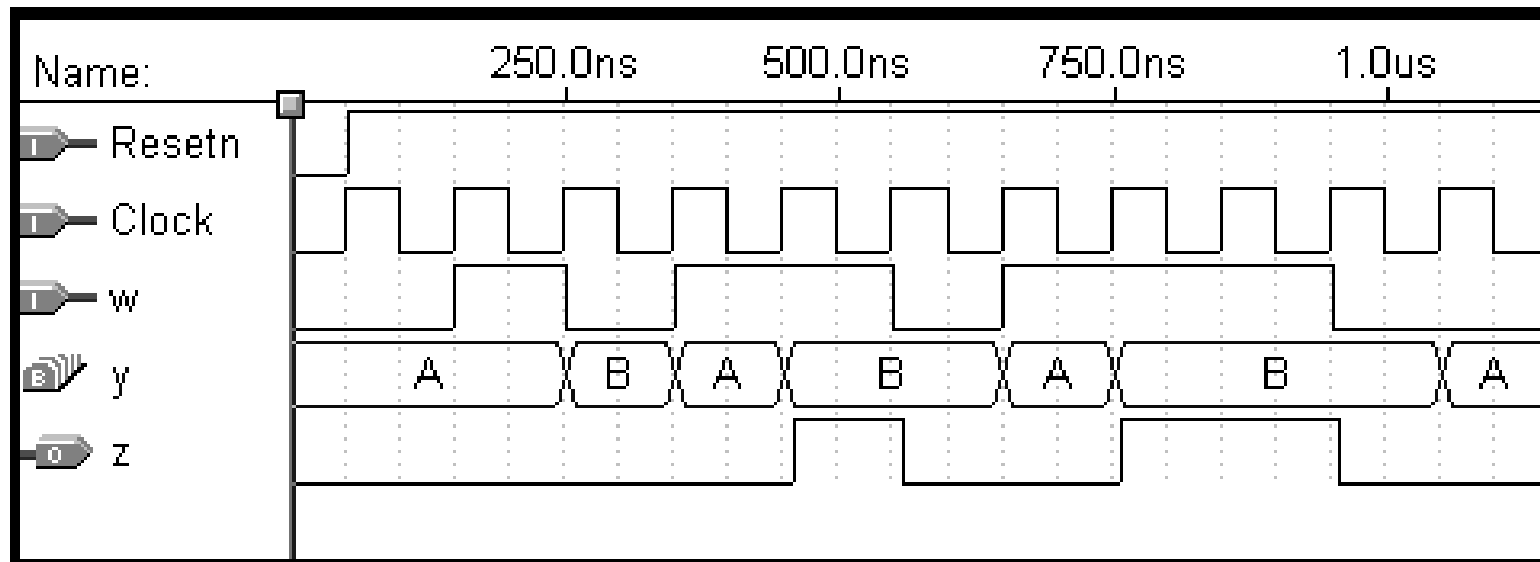 Name: 250.0ns 500.0ns 750.0ns 1.0us
I Resetn
I Clock
I w
B y A B A B A B A
O z